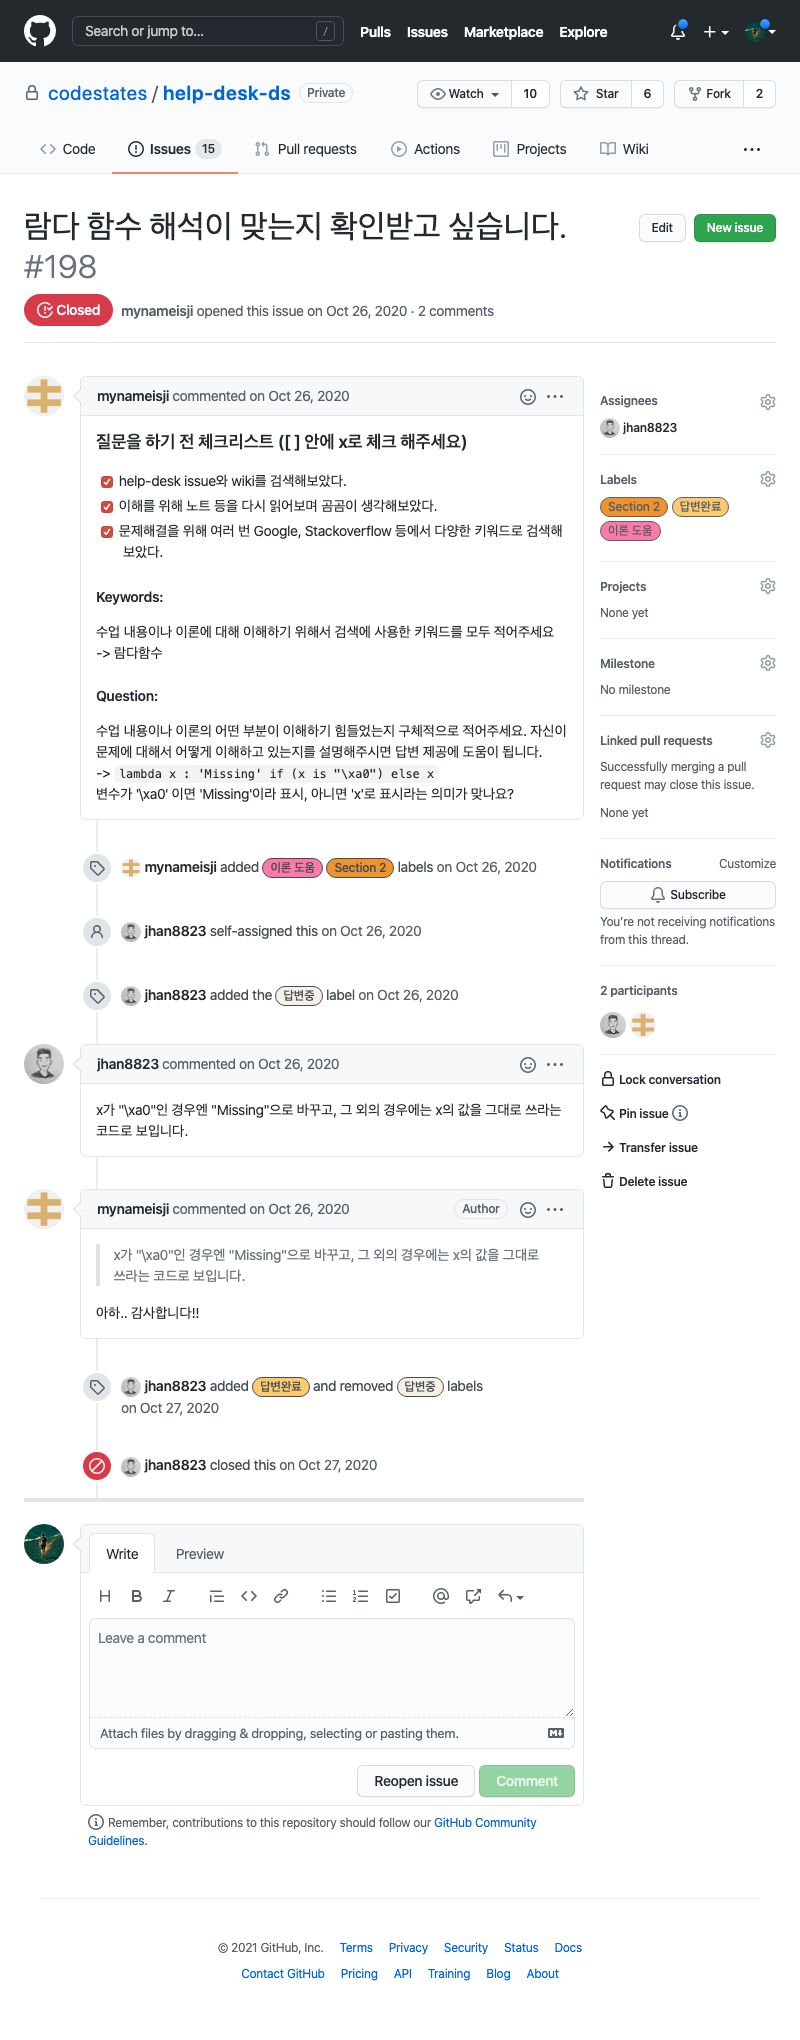 Search or jump to... /
Pulls Issues Marketplace Explore
codestates / help-desk-ds Private
Watch 10 Star 6 Fork 2
Code Issues 15 Pull requests Actions Projects Wiki ...
람다 함수 해석이 맞는지 확인받고 싶습니다.
#198
Edit New issue
Closed mynameisji opened this issue on Oct 26, 2020 · 2 comments
mynameisji commented on Oct 26, 2020
질문을 하기 전 체크리스트 ([ ] 안에 x로 체크 해주세요)
help-desk issue와 wiki를 검색해보았다.
이해를 위해 노트 등을 다시 읽어보며 곰곰이 생각해보았다.
문제해결을 위해 여러 번 Google, Stackoverflow 등에서 다양한 키워드로 검색해
보았다.
Keywords:
수업 내용이나 이론에 대해 이해하기 위해서 검색에 사용한 키워드를 모두 적어주세요
-> 람다함수
Question:
수업 내용이나 이론의 어떤 부분이 이해하기 힘들었는지 구체적으로 적어주세요. 자신이
문제에 대해서 어떻게 이해하고 있는지를 설명해주시면 답변 제공에 도움이 됩니다.
-> lambda x : 'Missing' if (x is "\xa0") else x
변수가 '\xa0' 이면 'Missing'이라 표시, 아니면 'x'로 표시라는 의미가 맞나요?
mynameisji added 이론 도움 Section 2 labels on Oct 26, 2020
jhan8823 self-assigned this on Oct 26, 2020
jhan8823 added the 답변중 label on Oct 26, 2020
jhan8823 commented on Oct 26, 2020
x가 "\xa0"인 경우엔 "Missing"으로 바꾸고, 그 외의 경우에는 x의 값을 그대로 쓰라는
코드로 보입니다.
mynameisji commented on Oct 26, 2020 Author
x가 "\xa0"인 경우엔 "Missing"으로 바꾸고, 그 외의 경우에는 x의 값을 그대로
쓰라는 코드로 보입니다.
아하.. 감사합니다!!
jhan8823 added 답변완료 and removed 답변중 labels
on Oct 27, 2020
jhan8823 closed this on Oct 27, 2020
Assignees
jhan8823
Labels
Section 2 답변완료
이론 도움
Projects
None yet
Milestone
No milestone
Linked pull requests
Successfully merging a pull
request may close this issue.
None yet
Notifications Customize
Subscribe
You're not receiving notifications
from this thread.
2 participants
Lock conversation
Pin issue
Transfer issue
Delete issue
Write Preview
H B I
Leave a comment
Attach files by dragging & dropping, selecting or pasting them.
Reopen issue Comment
Remember, contributions to this repository should follow our GitHub Community
Guidelines.
© 2021 GitHub, Inc. Terms Privacy Security Status Docs
Contact GitHub Pricing API Training Blog About